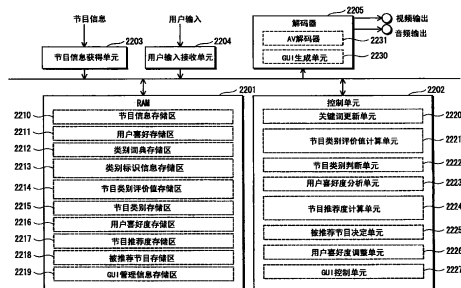 节目信息
用户输入
2205
解码器
视频输出
音频输出
2203
2204
AV解码器
2231
节目信息获得单元
用户输入接收单元
GUI生成单元
2230
2201
2202
RAM
控制单元
2210
节目信息存储区
2211
用户喜好存储区
2212
类别词典存储区
2213
类别标识信息存储区
2214
节目类别评价值存储区
2215
节目类别存储区
2216
用户喜好度存储区
2217
节目推荐度存储区
2218
被推荐节目存储区
2219
GUI管理信息存储区
关键词更新单元
2220
节目类别评价值计算单元
2221
节目类别判断单元
2222
用户喜好度分析单元
2223
节目推荐度计算单元
2224
被推荐节目决定单元
2225
用户喜好度调整单元
2226
GUI控制单元
2227